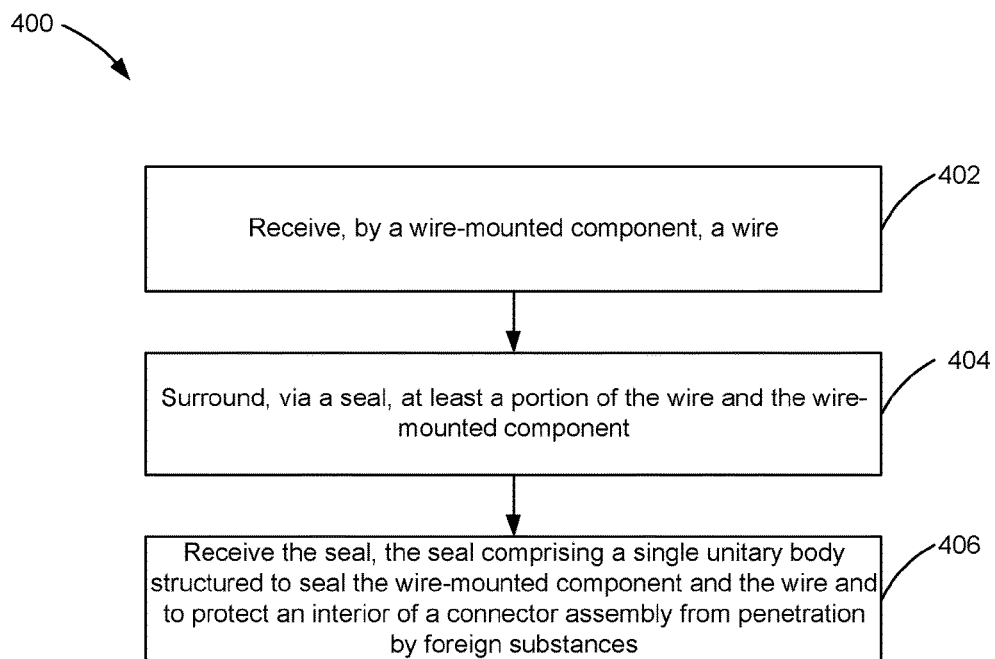 400
402
Receive, by a wire-mounted component, a wire
404
Surround, via a seal, at least a portion of the wire and the wire-
mounted component
406
Receive the seal, the seal comprising a single unitary body
structured to seal the wire-mounted component and the wire and
to protect an interior of a connector assembly from penetration
by foreign substances